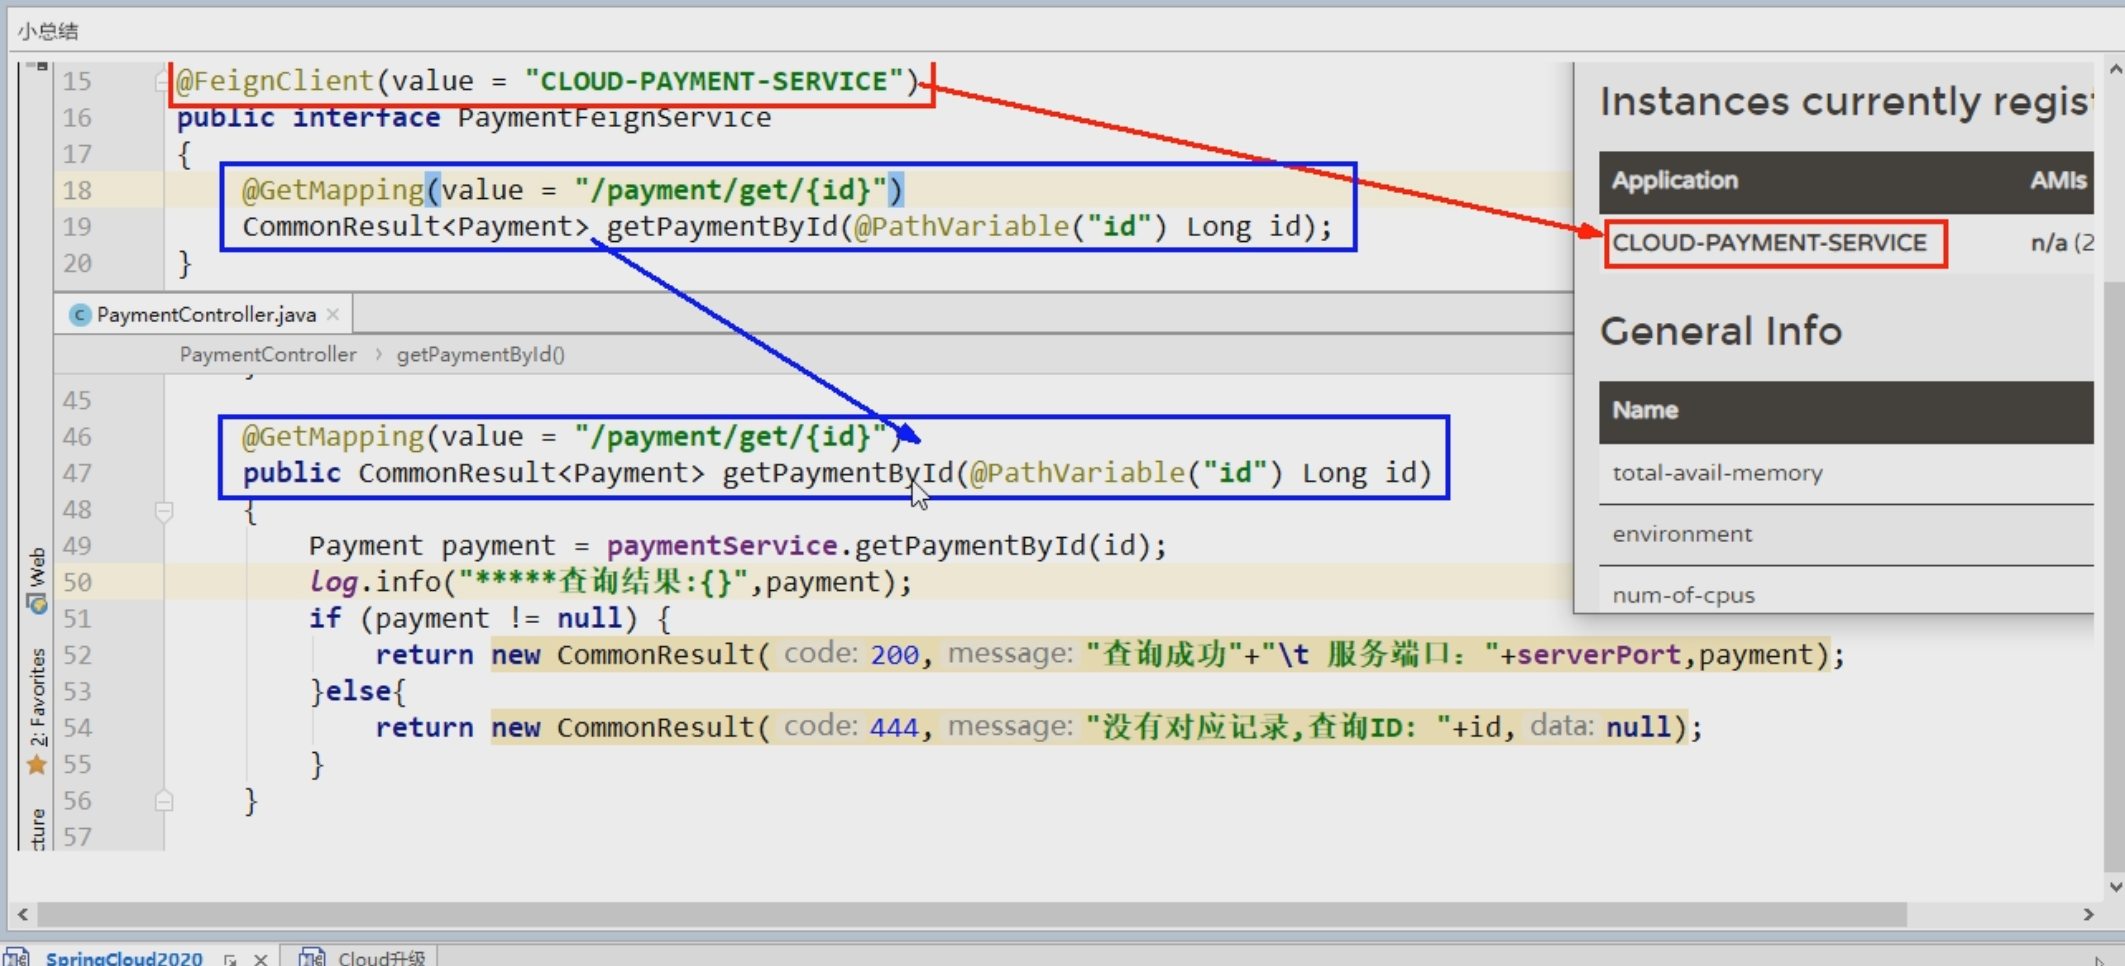 小总结
15 @FeignClient(value = "CLOUD-PAYMENT-SERVICE")
16 public interface PaymentFeignService
17 {
18 @GetMapping(value = "/payment/get/{id}")
19 CommonResult<Payment> getPaymentById(@PathVariable("id") Long id);
20 }
PaymentController.java
PaymentController > getPaymentById()
45
46 @GetMapping(value = "/payment/get/{id}")
47 public CommonResult<Payment> getPaymentById(@PathVariable("id") Long id)
48 {
49 Payment payment = paymentService.getPaymentById(id);
50 log.info("*****查询结果:{}",payment);
51 if (payment != null) {
52 return new CommonResult( code: 200, message: "查询成功"+"\t 服务端口: "+serverPort,payment);
53 }else{
54 return new CommonResult( code: 444, message: "没有对应记录,查询ID: "+id, data: null);
55 }
56 }
57
Web
2: Favorites
cture
Instances currently regis
Application AMIs
CLOUD-PAYMENT-SERVICE n/a (2
General Info
Name
total-avail-memory
environment
num-of-cpus
SpringCloud2020
Cloud升级